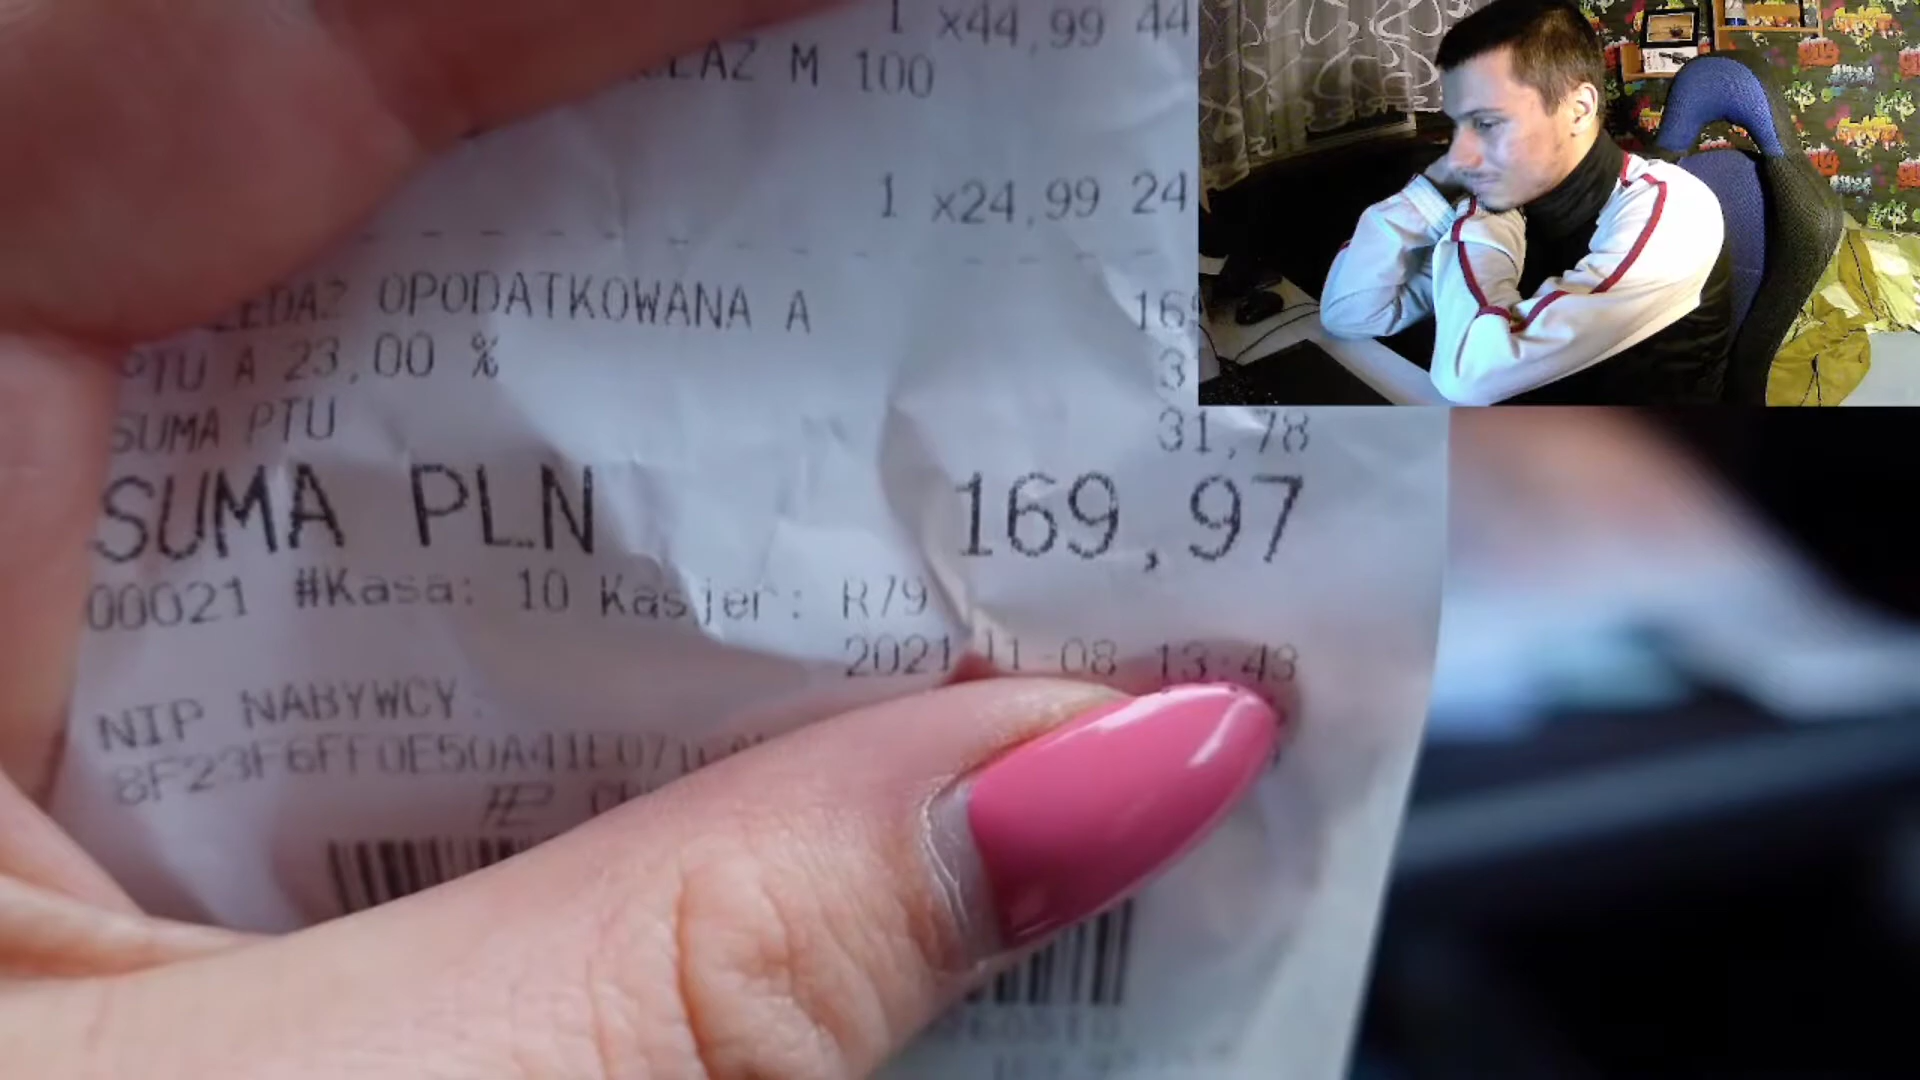 1 x44,99 44
M 100
1 x24,99 24
OPODATKOWANA A
PTU A 23,00 %
SUMA PTU 31,78
SUMA PLN 169,97
00021 #Kasa: 10 Kasjer: R79
2021-11-08 13:43
NIP NABYWCY: